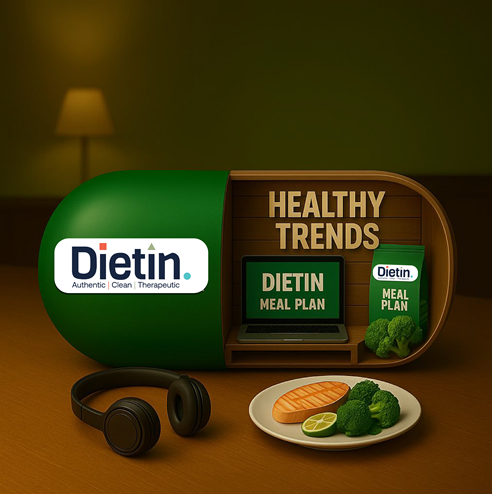 Dietin.
Authentic | Clean | Therapeutic
HEALTHY
TRENDS
DIETIN
MEAL PLAN
Dietin.
MEAL
PLAN